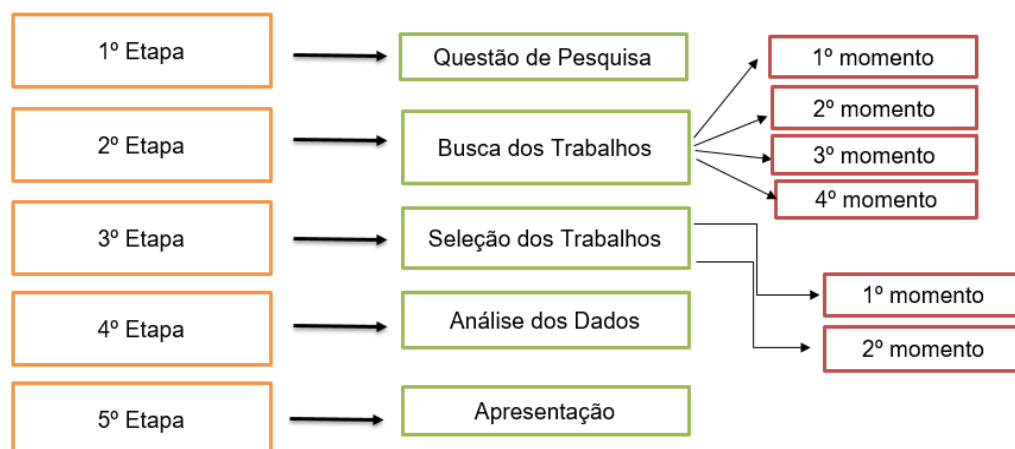 1º Etapa
Questão de Pesquisa
1º momento
2º Etapa
Busca dos Trabalhos
2º momento
3º momento
4º momento
3º Etapa
Seleção dos Trabalhos
1º momento
2º momento
4º Etapa
Análise dos Dados
5º Etapa
Apresentação